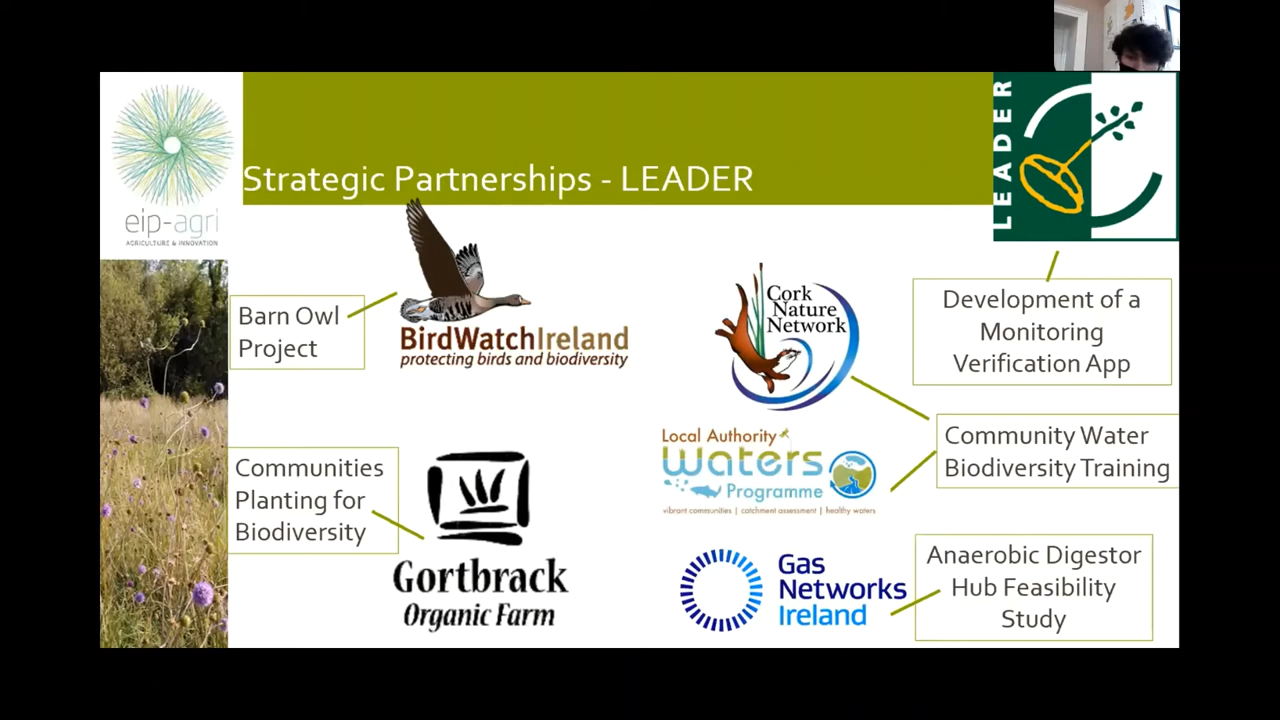 eip-agri
AGRICULTURE & INNOVATION
Strategic Partnerships - LEADER
LEADER
Barn Owl
Project
BirdWatchIreland
protecting birds and biodiversity
Cork
Nature
Network
Development of a
Monitoring
Verification App
Communities
Planting for
Biodiversity
Gortbrack
Organic Farm
Local Authority
Waters
Programme
vibrant communities | catchment assessment | healthy waters
Community Water
Biodiversity Training
Gas
Networks
Ireland
Anaerobic Digestor
Hub Feasibility
Study